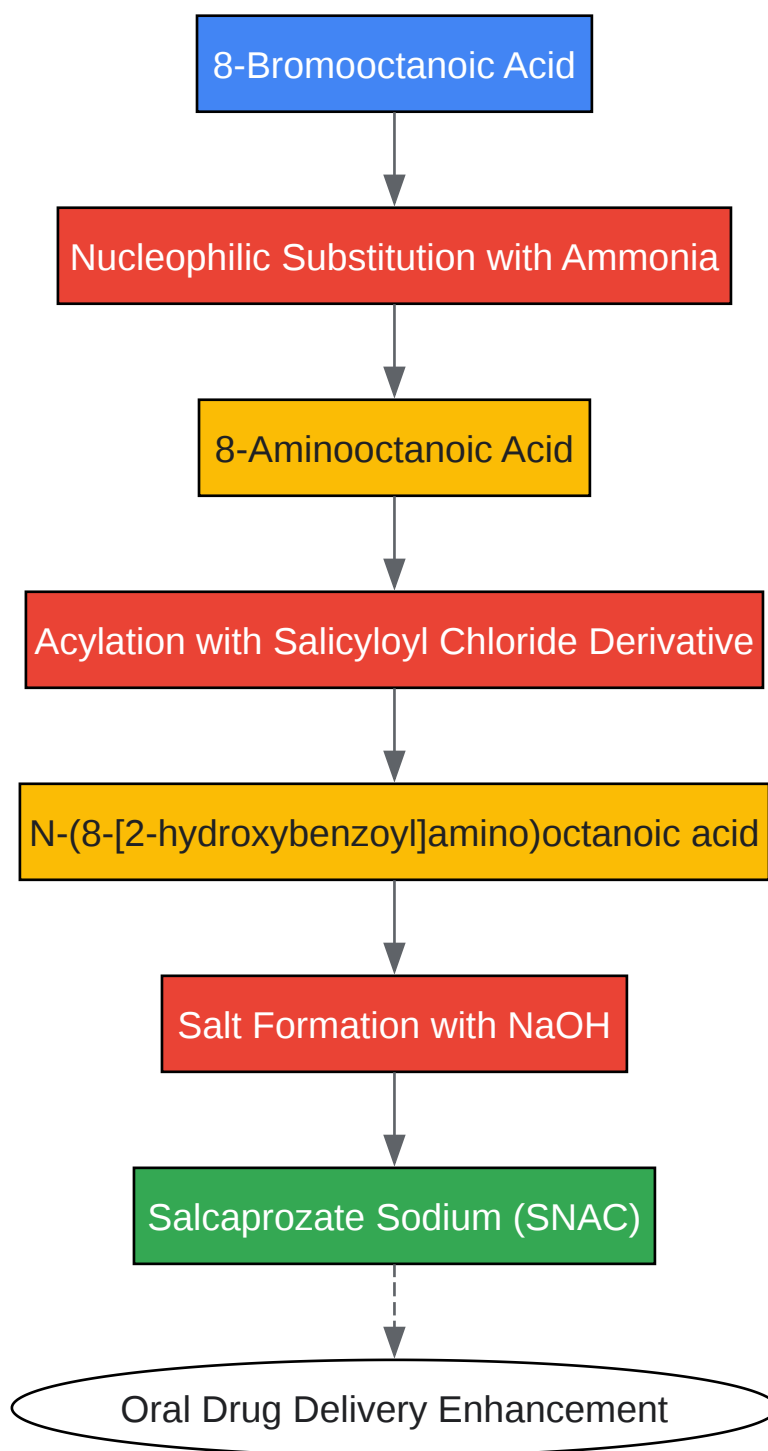 8-Bromooctanoic Acid
Nucleophilic Substitution with Ammonia
8-Aminooctanoic Acid
Acylation with Salicyloyl Chloride Derivative
N-(8-[2-hydroxybenzoyl]amino)octanoic acid
Salt Formation with NaOH
Salcaprozate Sodium (SNAC)
Oral Drug Delivery Enhancement